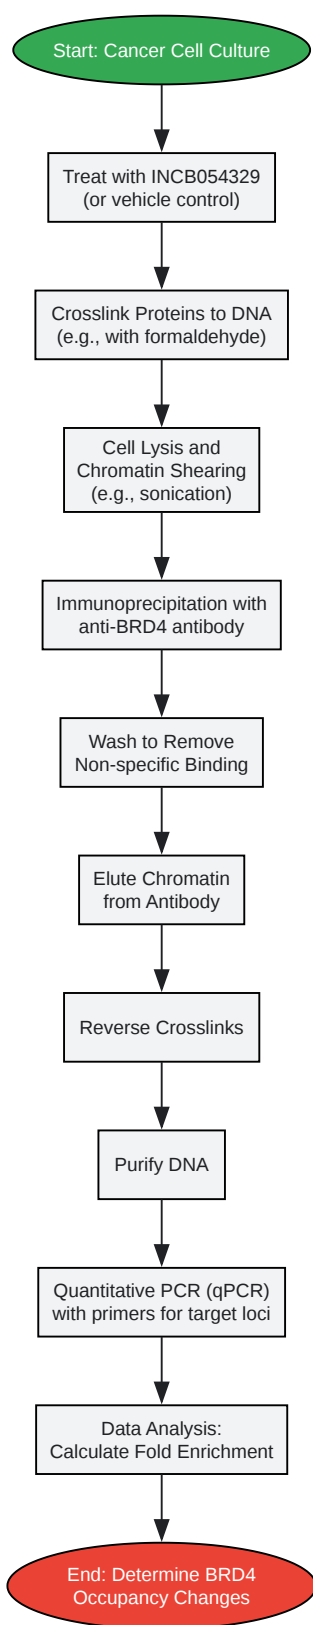 Start: Cancer Cell Culture
Treat with INCB054329
(or vehicle control)
Crosslink Proteins to DNA
(e.g., with formaldehyde)
Cell Lysis and
Chromatin Shearing
(e.g., sonication)
Immunoprecipitation with
anti-BRD4 antibody
Wash to Remove
Non-specific Binding
Elute Chromatin
from Antibody
Reverse Crosslinks
Purify DNA
Quantitative PCR (qPCR)
with primers for target loci
Data Analysis:
Calculate Fold Enrichment
End: Determine BRD4
Occupancy Changes